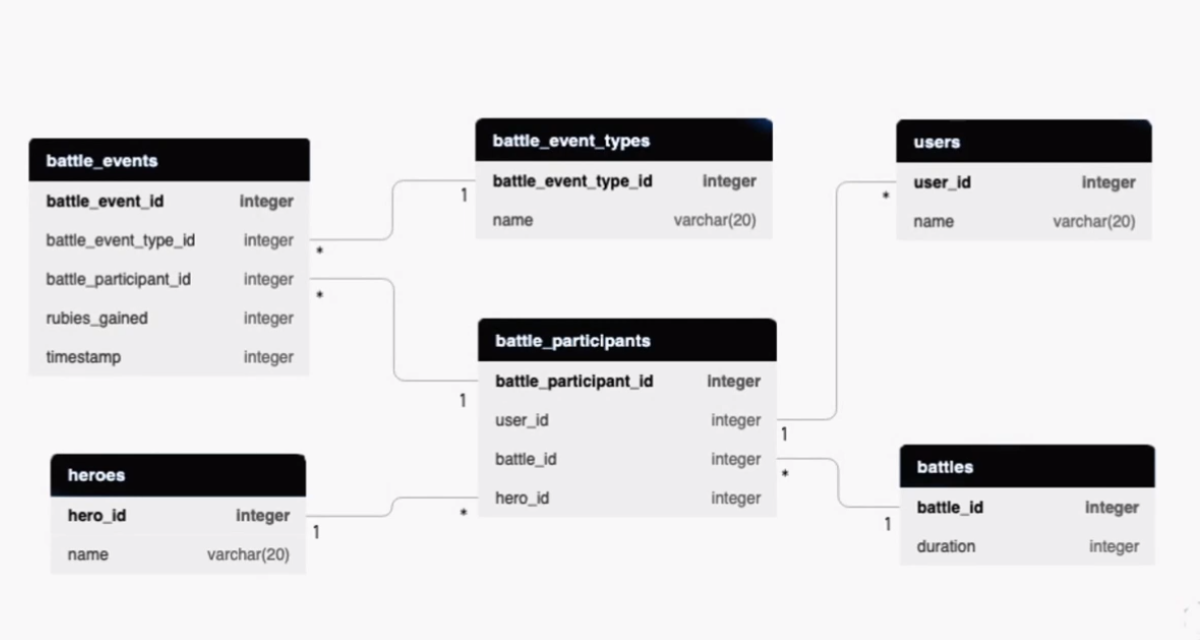 battle_events
battle_event_id integer
battle_event_type_id integer
battle_participant_id integer
rubies_gained integer
timestamp integer
battle_event_types
battle_event_type_id integer
name varchar(20)
users
user_id integer
name varchar(20)
battle_participants
battle_participant_id integer
user_id integer
battle_id integer
hero_id integer
heroes
hero_id integer
name varchar(20)
battles
battle_id integer
duration integer
1
*
*
1
*
1
*
1
*
1